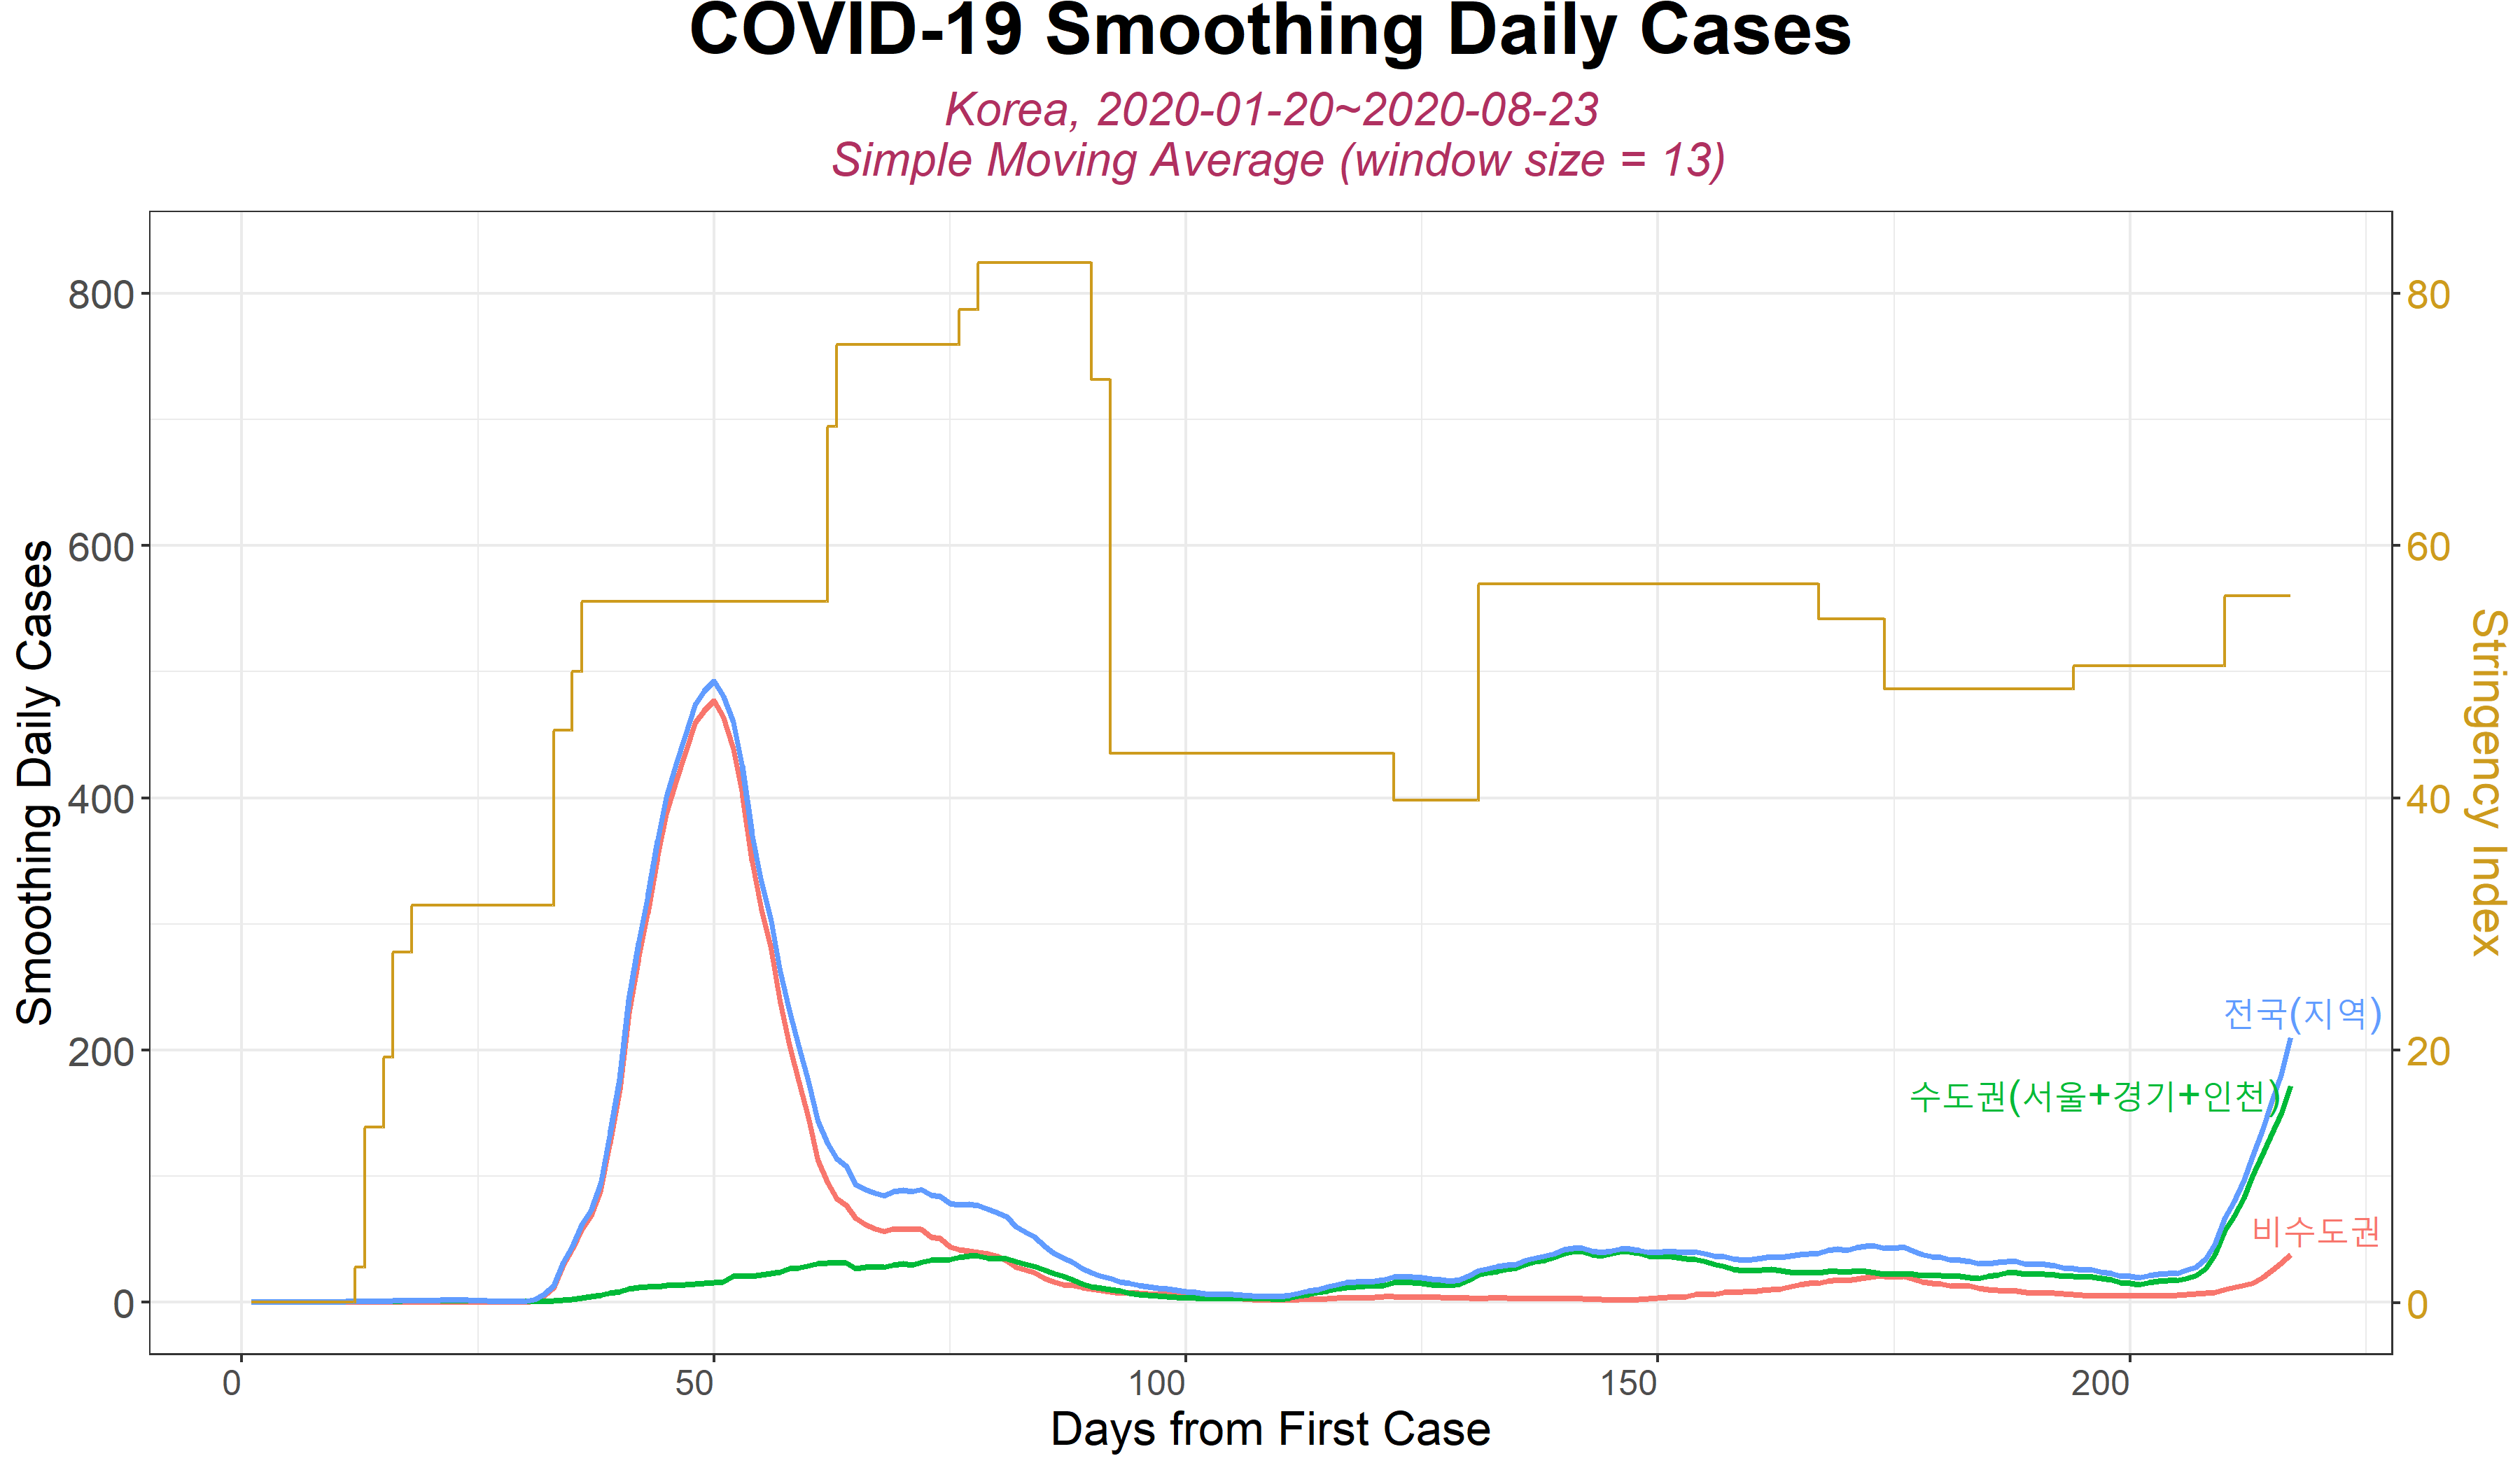 COVID-19 Smoothing Daily Cases
Korea, 2020-01-20~2020-08-23
Simple Moving Average (window size = 13)
Smoothing Daily Cases
800
600
400
200
0
80
60
40
20
0
Stringency Index
전국(지역)
수도권(서울+경기+인천)
비수도권
0
50
100
150
200
Days from First Case